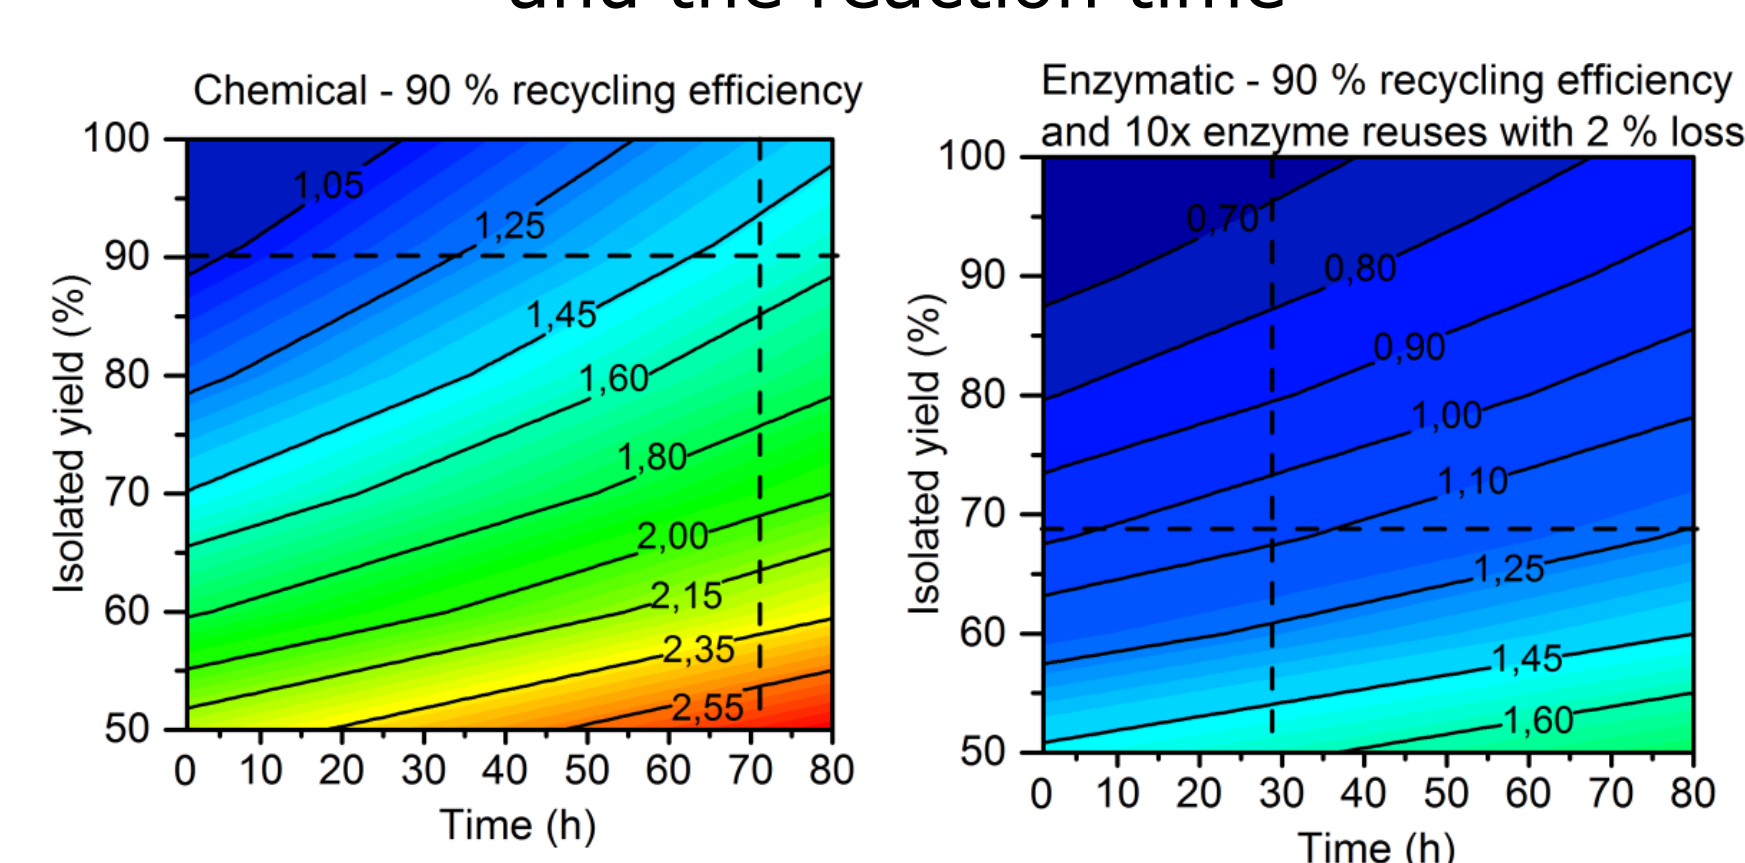 and the reaction time
Chemical - 90 % recycling efficiency
100
90
80
70
60
50
Isolated yield (%)
1,05
1,25
1,45
1,60
1,80
2,00
2,15
2,35
2,55
0 10 20 30 40 50 60 70 80
Time (h)
Enzymatic - 90 % recycling efficiency
and 10x enzyme reuses with 2 % loss
100
90
80
70
60
50
Isolated yield (%)
0,70
0,80
0,90
1,00
1,10
1,25
1,45
1,60
0 10 20 30 40 50 60 70 80
Time (h)